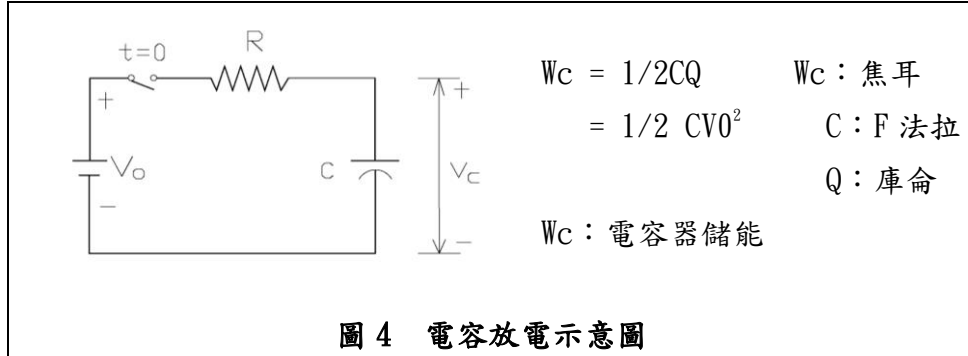 t=0
R
+
Vo
−
C
+
Vc
−
Wc = 1/2CQ Wc：焦耳
= 1/2 CV0² C：F 法拉
Q：庫侖
Wc：電容器儲能
圖 4 電容放電示意圖